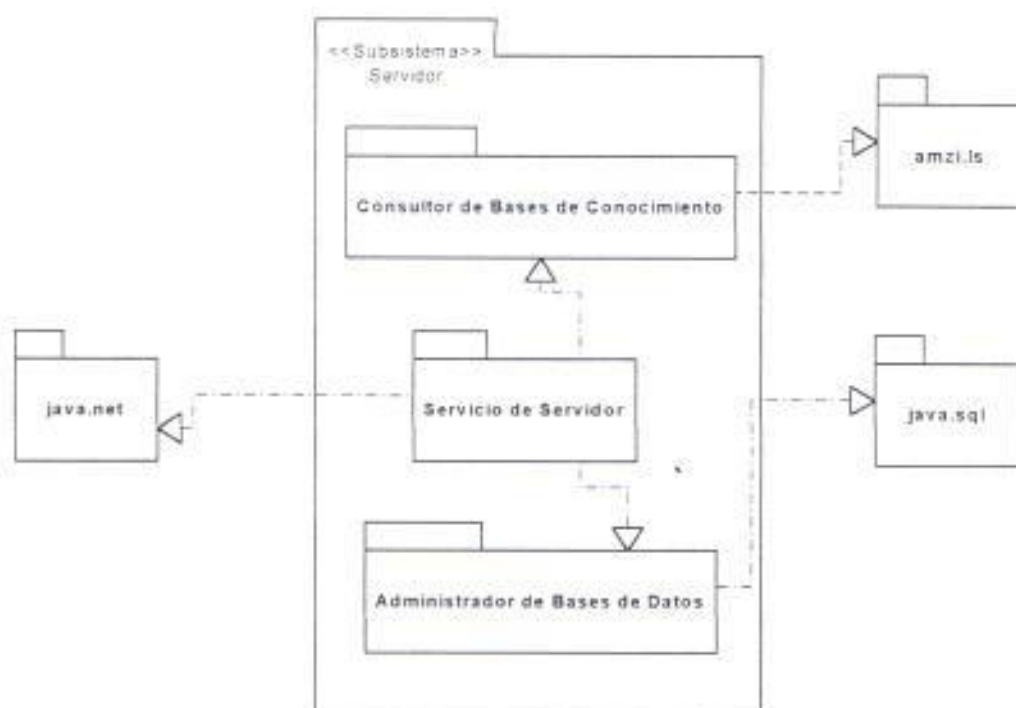 <<Subsistema>>
Servidor
amzi.ls
Consultor de Bases de Conocimiento
java.net
Servicio de Servidor
java.sql
Administrador de Bases de Datos